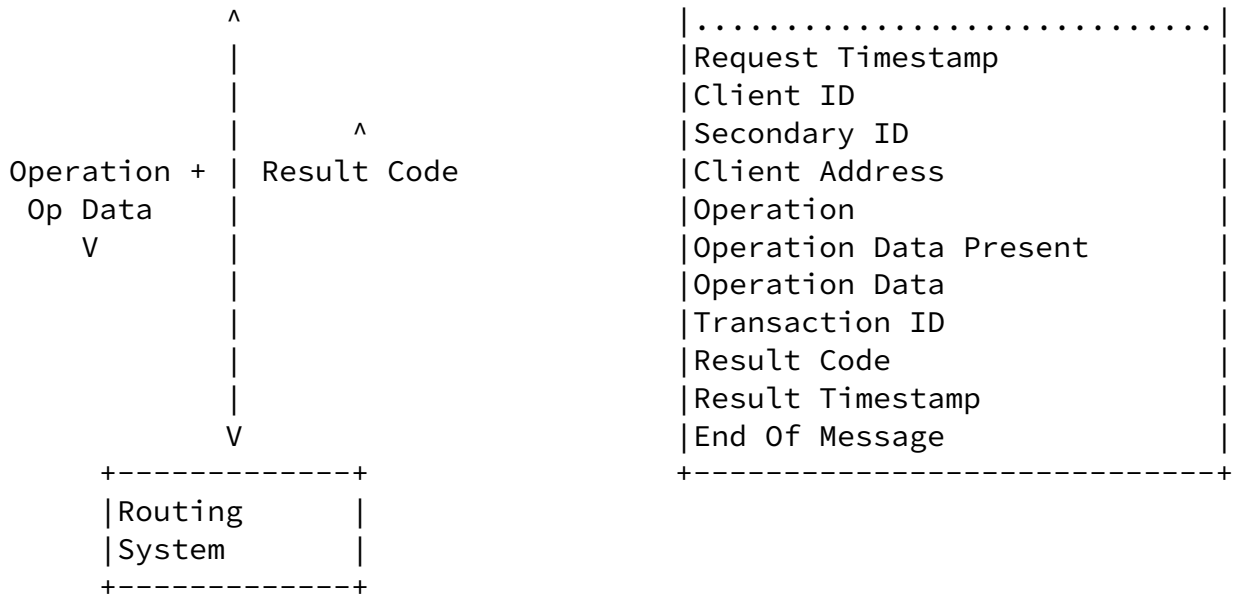 ^ |.............................|
| |Request Timestamp |
| |Client ID |
| ^ |Secondary ID |
Operation + | Result Code |Client Address |
Op Data | |Operation |
V | |Operation Data Present |
| |Operation Data |
| |Transaction ID |
| |Result Code |
| |Result Timestamp |
V |End Of Message |
+-------------+ +-----------------------------+
|Routing |
|System |
+-------------+